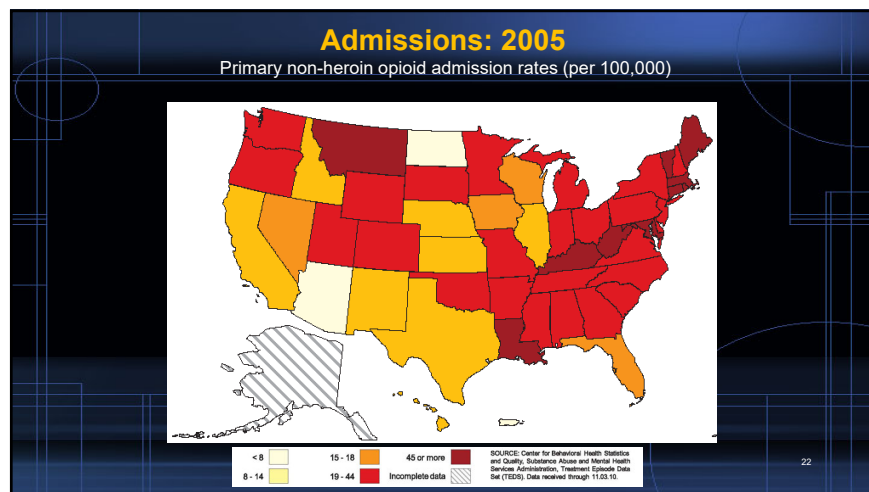 Admissions: 2005
Primary non-heroin opioid admission rates (per 100,000)
< 8
15 - 18
45 or more
8 - 14
19 - 44
Incomplete data
SOURCE: Center for Behavioral Health Statistics
and Quality, Substance Abuse and Mental Health
Services Administration, Treatment Episode Data
Set (TEDS). Data received through 11.03.10.
22